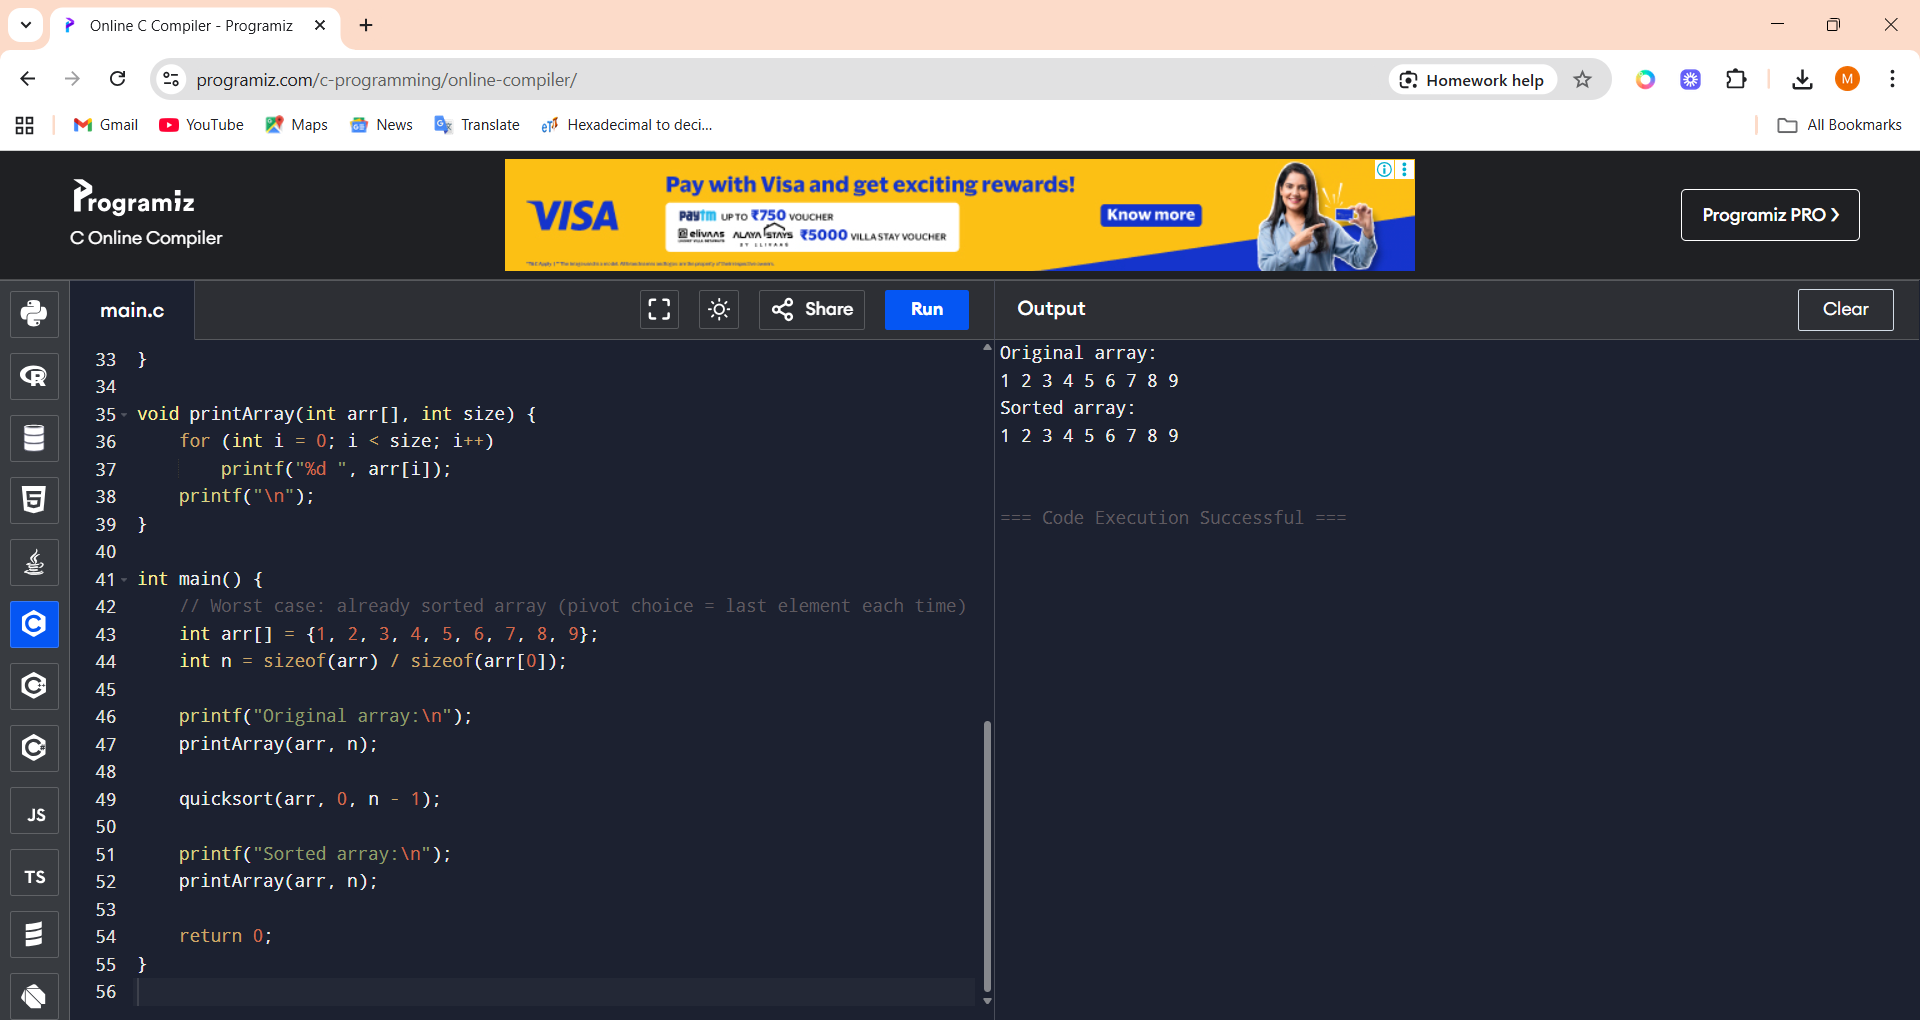 Online C Compiler - Programiz
programiz.com/c-programming/online-compiler/
Homework help
M
Gmail
YouTube
Maps
News
Translate
Hexadecimal to deci...
All Bookmarks
Programiz
C Online Compiler
VISA
Pay with Visa and get exciting rewards!
paytm UP TO ₹750 VOUCHER
elivaas ALAYA STAYS ₹5000 VILLA STAY VOUCHER
Know more
Programiz PRO ❯
main.c
Share
Run
Output
Clear
33 }
34
35 void printArray(int arr[], int size) {
36     for (int i = 0; i < size; i++)
37         printf("%d ", arr[i]);
38     printf("\n");
39 }
40
41 int main() {
42     // Worst case: already sorted array (pivot choice = last element each time)
43     int arr[] = {1, 2, 3, 4, 5, 6, 7, 8, 9};
44     int n = sizeof(arr) / sizeof(arr[0]);
45
46     printf("Original array:\n");
47     printArray(arr, n);
48
49     quicksort(arr, 0, n - 1);
50
51     printf("Sorted array:\n");
52     printArray(arr, n);
53
54     return 0;
55 }
56
Original array:
1 2 3 4 5 6 7 8 9
Sorted array:
1 2 3 4 5 6 7 8 9
=== Code Execution Successful ===
R
5
C
C
C
JS
TS